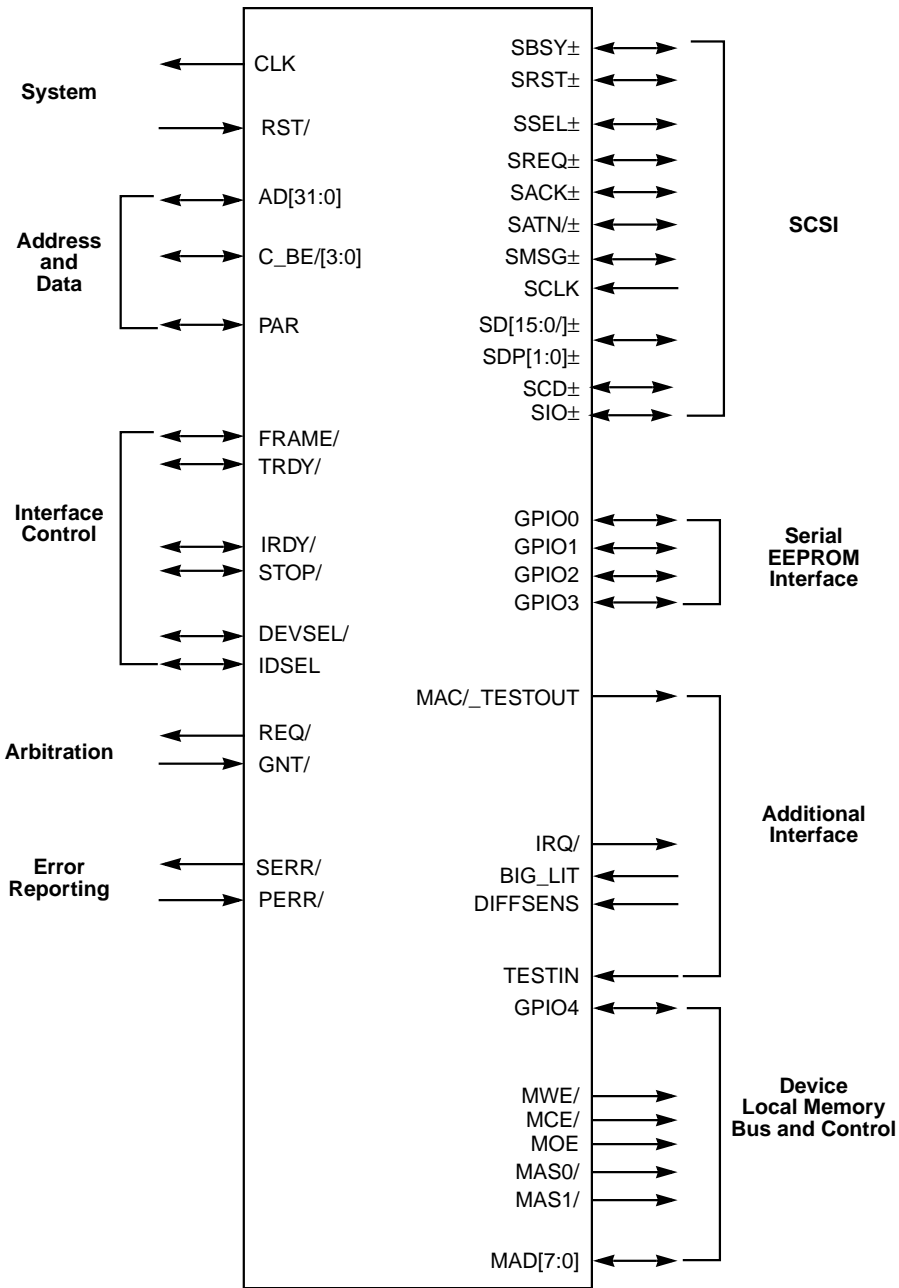 System
CLK
RST/
Address
and
Data
AD[31:0]
C_BE/[3:0]
PAR
Interface
Control
FRAME/
TRDY/
IRDY/
STOP/
DEVSEL/
IDSEL
Arbitration
REQ/
GNT/
Error
Reporting
SERR/
PERR/
SBSY±
SRST±
SSEL±
SREQ±
SACK±
SATN/±
SMSG±
SCLK
SD[15:0/]±
SDP[1:0]±
SCD±
SIO±
SCSI
GPIO0
GPIO1
GPIO2
GPIO3
Serial
EEPROM
Interface
MAC/_TESTOUT
IRQ/
BIG_LIT
DIFFSENS
TESTIN
Additional
Interface
GPIO4
MWE/
MCE/
MOE
MAS0/
MAS1/
MAD[7:0]
Device
Local Memory
Bus and Control